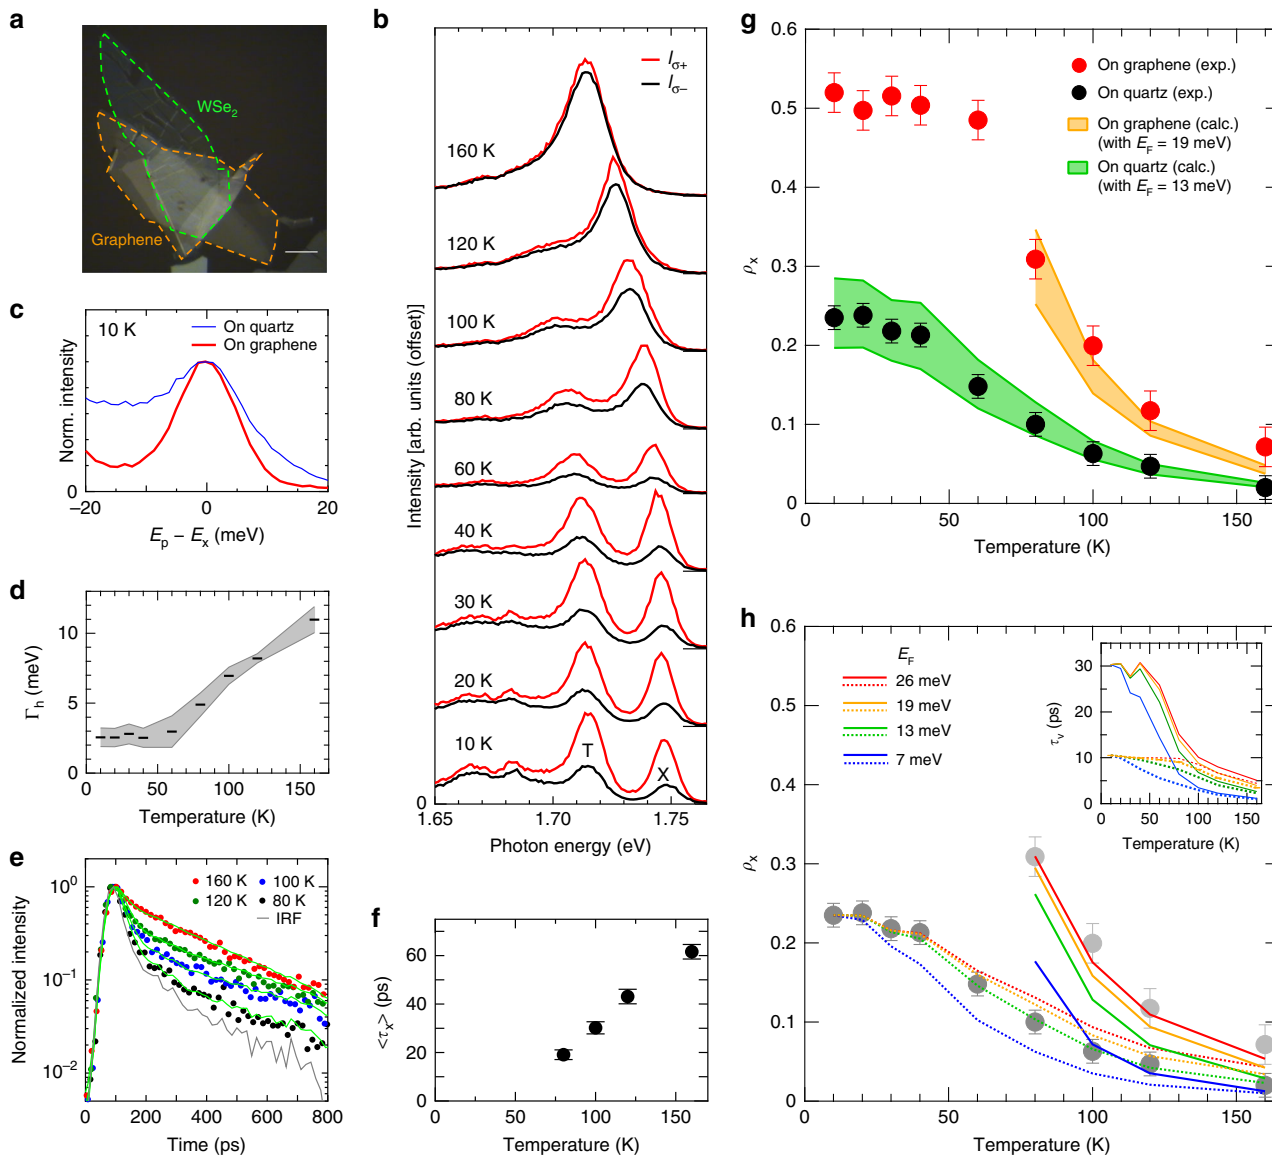 a
WSe2
Graphene
b
Iσ+
Iσ−
160 K
120 K
100 K
80 K
60 K
40 K
30 K
20 K
10 K
T
X
Intensity [arb. units (offset)]
0
1.65
1.70
1.75
Photon energy (eV)
c
10 K
On quartz
On graphene
Norm. intensity
0
−20
0
20
Ep − Ex (meV)
d
Γh (meV)
10
5
0
0
50
100
150
Temperature (K)
e
160 K
100 K
120 K
80 K
IRF
Normalized intensity
10^0
10^−1
10^−2
0
200
400
600
800
Time (ps)
f
<τx> (ps)
60
40
20
0
0
50
100
150
Temperature (K)
g
On graphene (exp.)
On quartz (exp.)
On graphene (calc.)
(with EF = 19 meV)
On quartz (calc.)
(with EF = 13 meV)
ρx
0.6
0.5
0.4
0.3
0.2
0.1
0
0
50
100
150
Temperature (K)
h
EF
26 meV
19 meV
13 meV
7 meV
τv (ps)
30
20
10
0
0
50
100
150
Temperature (K)
ρx
0.6
0.5
0.4
0.3
0.2
0.1
0
0
50
100
150
Temperature (K)